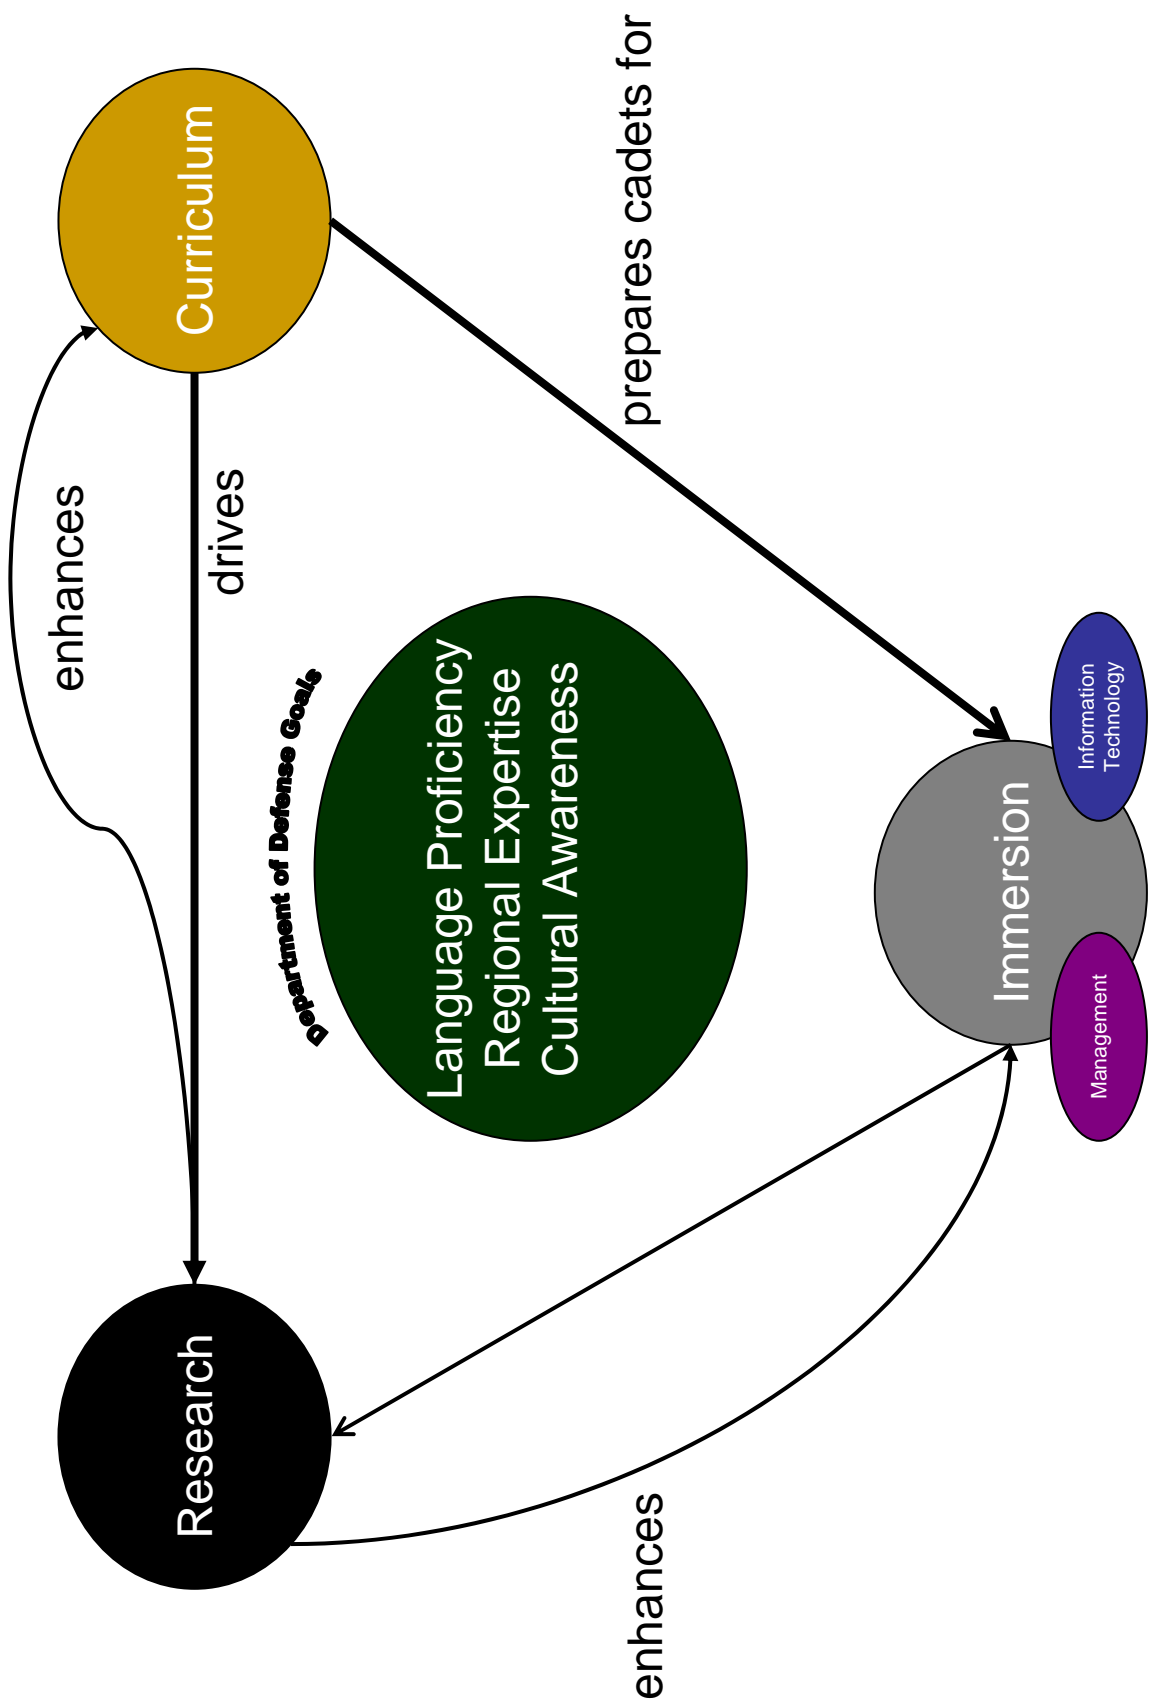 enhances
Research
drives
Curriculum
Department of Defense Goals
Language Proficiency
Regional Expertise
Cultural Awareness
enhances
prepares cadets for
Immersion
Management
Information
Technology